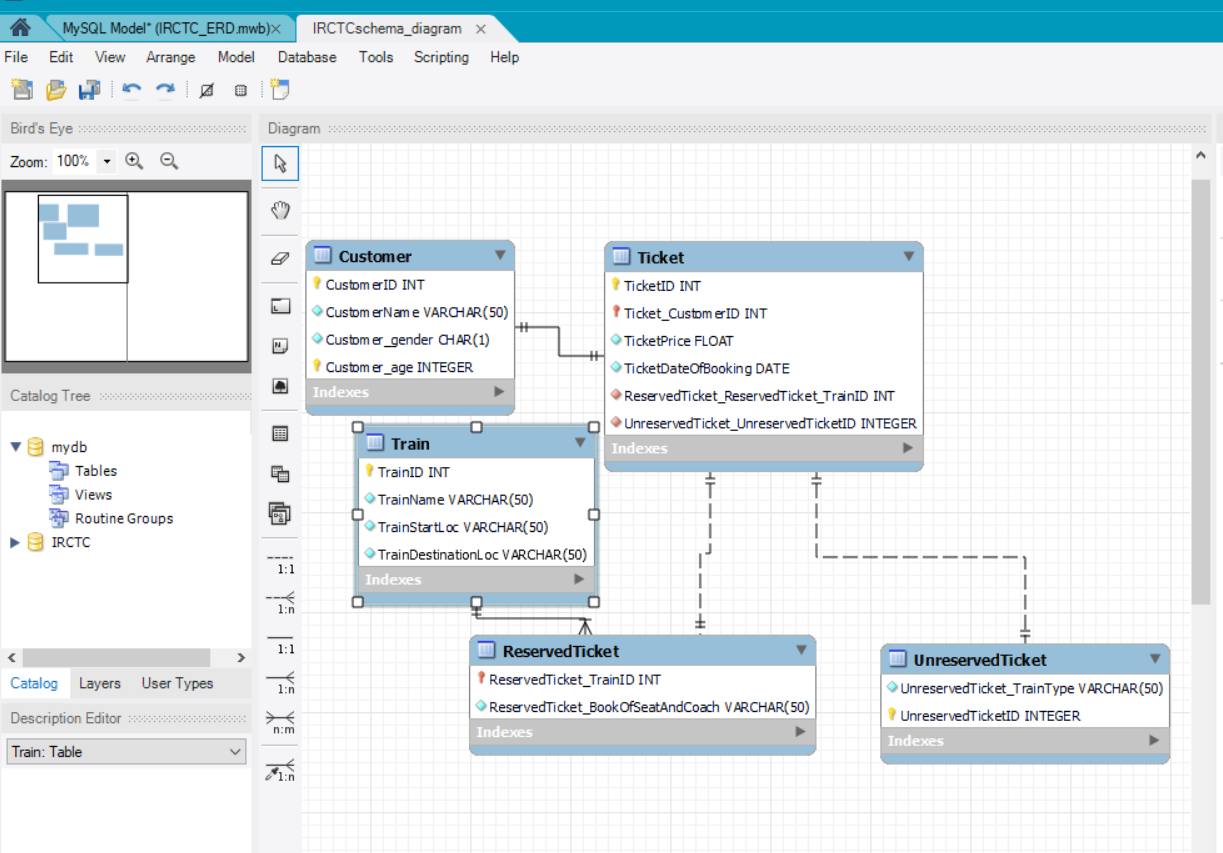 MySQL Model* (IRCTC_ERD.mwb)×
IRCTCschema_diagram ×
File Edit View Arrange Model Database Tools Scripting Help
Bird's Eye
Diagram
Zoom: 100%
Customer
CustomerID INT
CustomerName VARCHAR(50)
Customer_gender CHAR(1)
Customer_age INTEGER
Indexes
Ticket
TicketID INT
Ticket_CustomerID INT
TicketPrice FLOAT
TicketDateOfBooking DATE
ReservedTicket_ReservedTicket_TrainID INT
UnreservedTicket_UnreservedTicketID INTEGER
Indexes
Catalog Tree
mydb
Tables
Views
Routine Groups
IRCTC
Train
TrainID INT
TrainName VARCHAR(50)
TrainStartLoc VARCHAR(50)
TrainDestinationLoc VARCHAR(50)
Indexes
1:1
1:n
1:1
1:n
n:m
1:n
ReservedTicket
ReservedTicket_TrainID INT
ReservedTicket_BookOfSeatAndCoach VARCHAR(50)
Indexes
UnreservedTicket
UnreservedTicket_TrainType VARCHAR(50)
UnreservedTicketID INTEGER
Indexes
Catalog Layers User Types
Description Editor
Train: Table